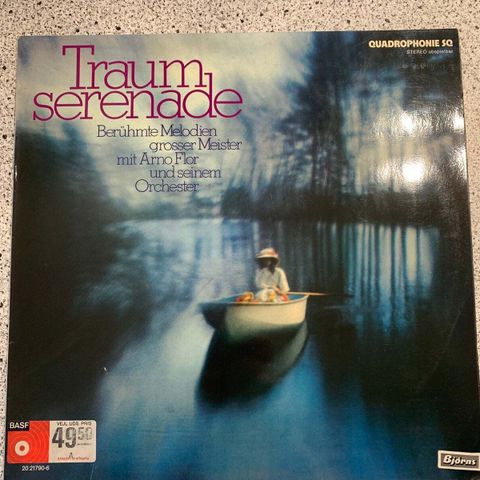 QUADROPHONIE SQ
STEREO abspielbar
Traum
serenade
Berühmte Melodien
grosser Meister
mit Arno Flor
und seinem
Orchester
BASF
VEJL. UDS. PRIS
49 50
A
20 21790-6
Björns